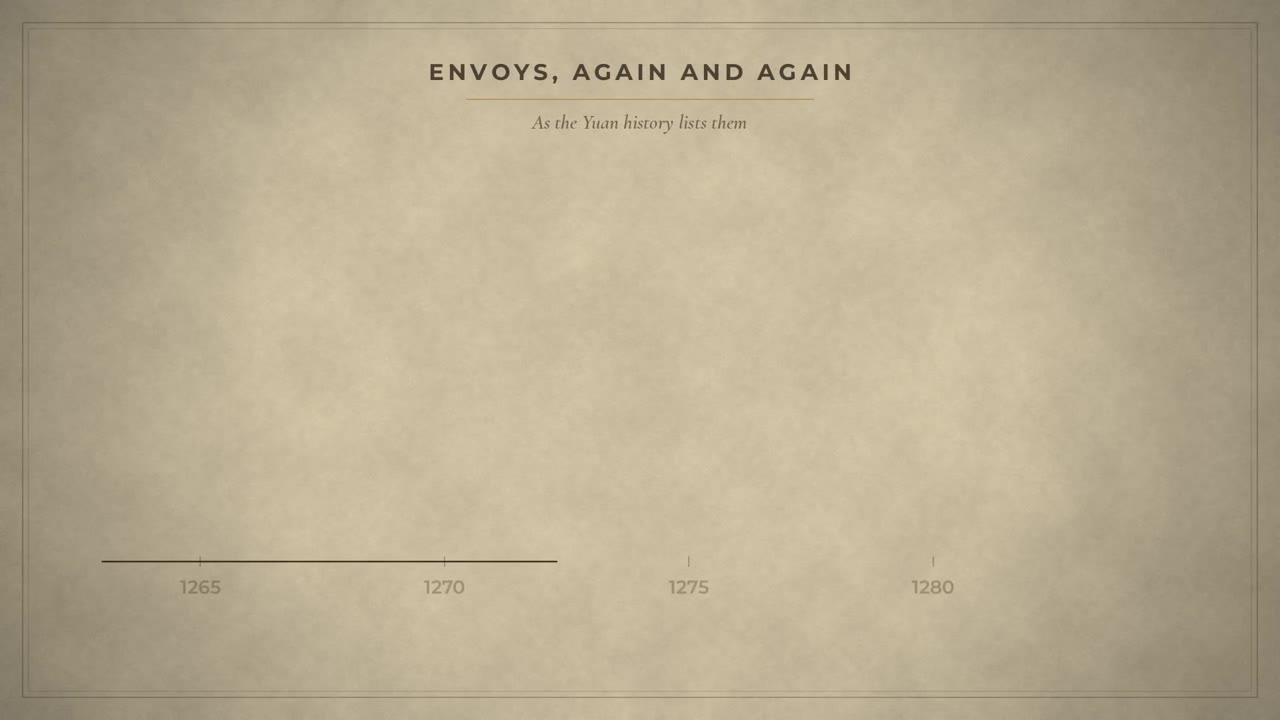 ENVOYS, AGAIN AND AGAIN
As the Yuan history lists them
1265 1270 1275 1280